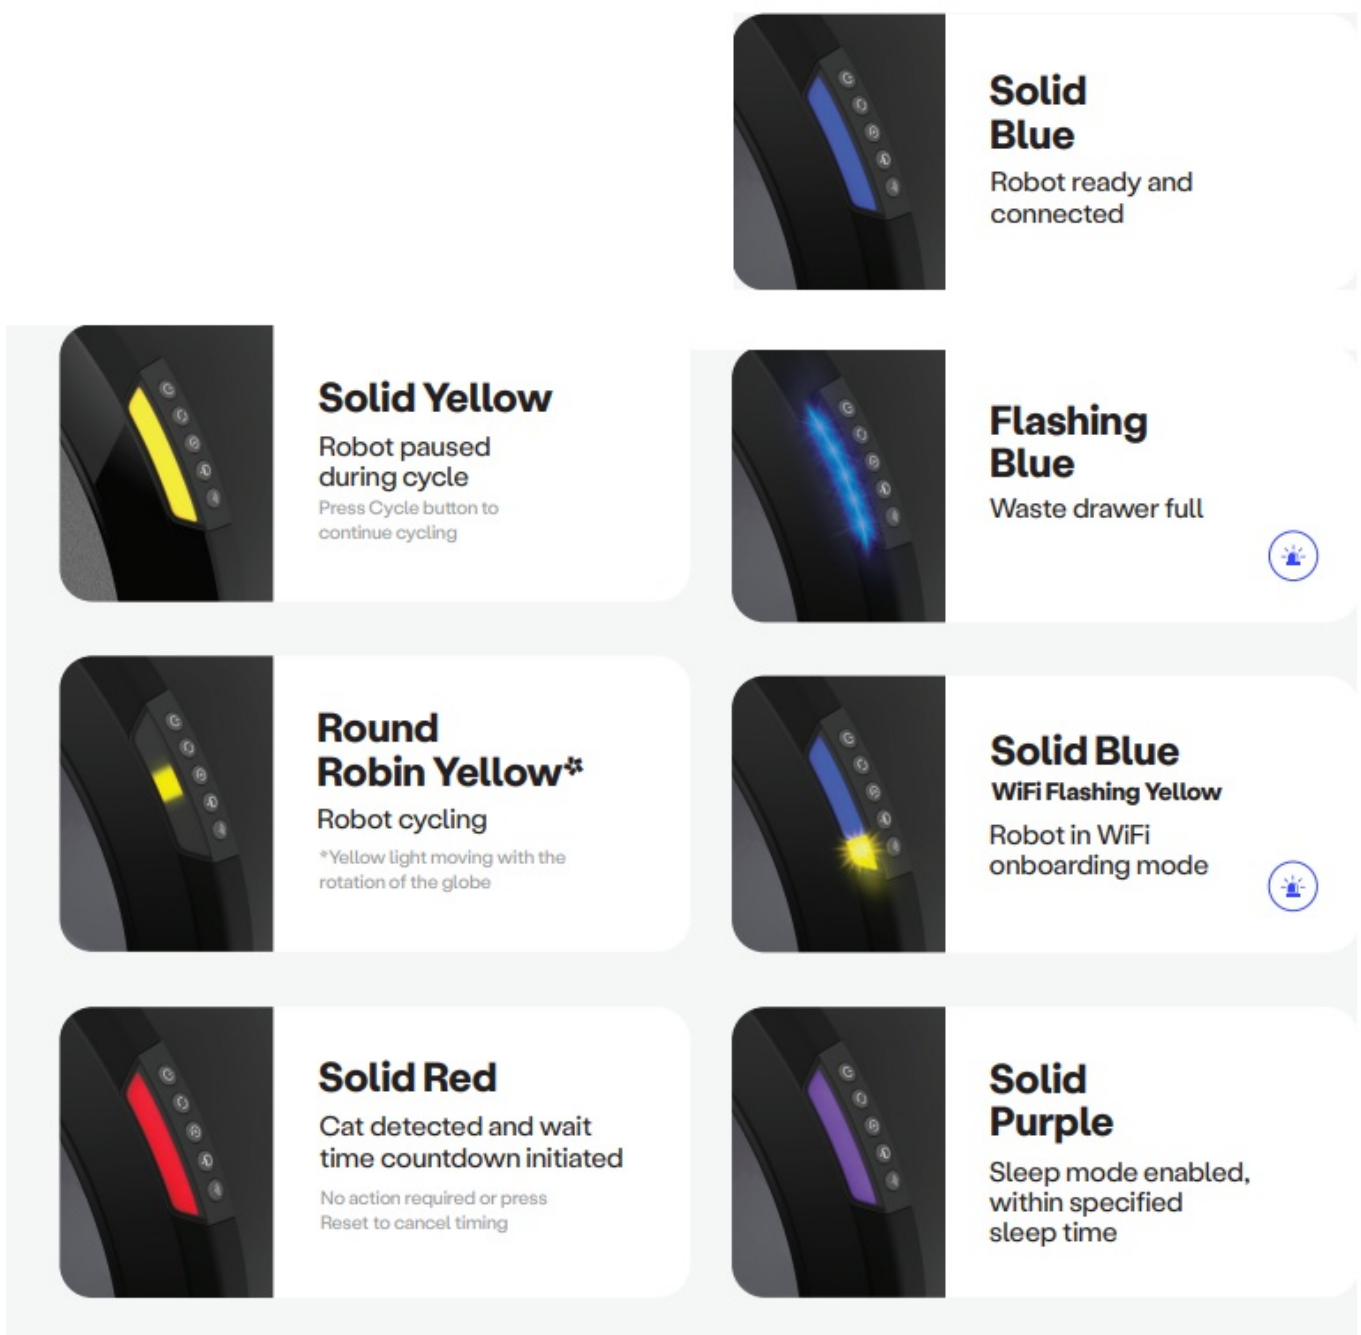 Solid
Blue
Robot ready and
connected
Solid Yellow
Robot paused
during cycle
Press Cycle button to
continue cycling
Flashing
Blue
Waste drawer full
Round
Robin Yellow*
Robot cycling
*Yellow light moving with the
rotation of the globe
Solid Blue
WiFi Flashing Yellow
Robot in WiFi
onboarding mode
Solid Red
Cat detected and wait
time countdown initiated
No action required or press
Reset to cancel timing
Solid
Purple
Sleep mode enabled,
within specified
sleep time